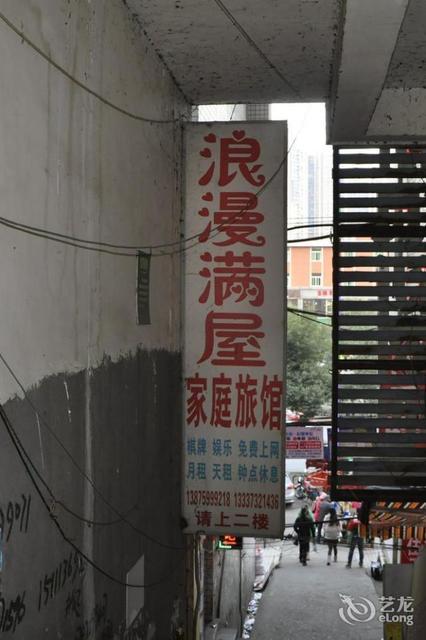 浪漫满屋
家庭旅馆
棋牌 娱乐 免费上网
月租 天租 钟点休息
13875999218 13337321436
请上二楼
艺龙
eLong